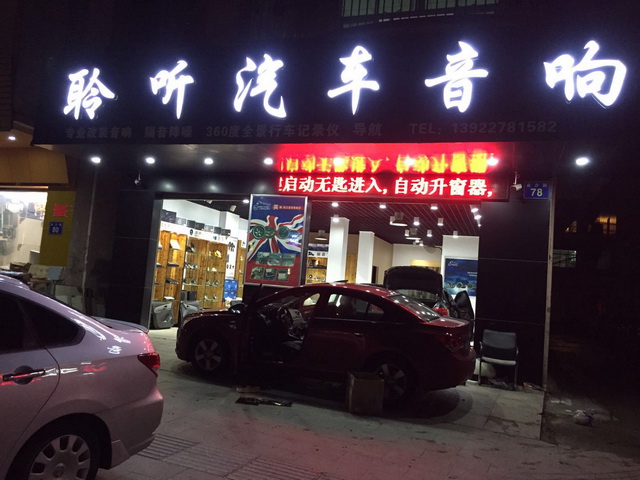 聆听汽车音响
专业改装音响 隔音降噪 360度全景行车记录仪 导航 TEL: 13922781582
启动无匙进入,自动升窗器,
78
80